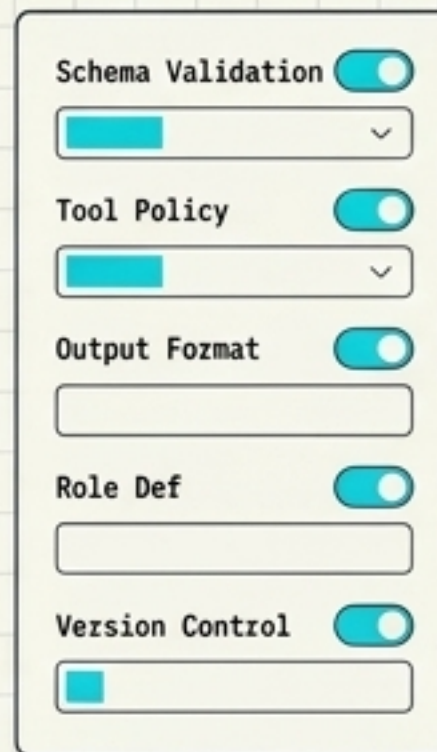 Schema Validation
Tool Policy
Output Fozmat
Role Def
Version Control